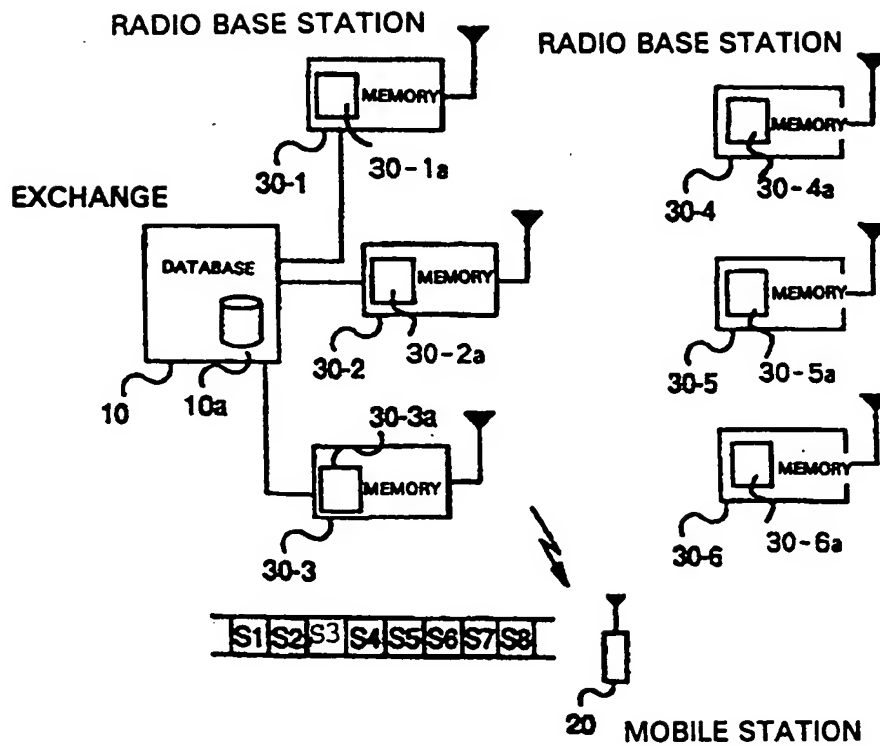 RADIO BASE STATION
RADIO BASE STATION
MEMORY
30-1
30-1a
MEMORY
30-4
30-4a
EXCHANGE
DATABASE
10
10a
MEMORY
30-2
30-2a
MEMORY
30-5
30-5a
30-3a
MEMORY
30-3
MEMORY
30-6
30-6a
S1 S2 S3 S4 S5 S6 S7 S8
20
MOBILE STATION